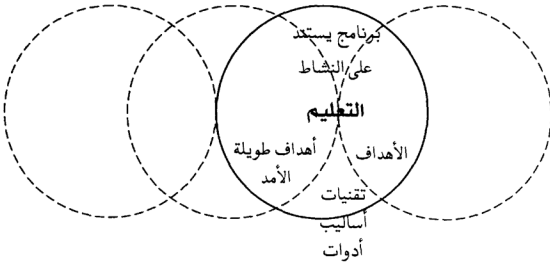 برنامج يستند
على النشاط
التعليم
الأهداف
أهداف طويلة
الأمد
تقنيات
أساليب
أدوات